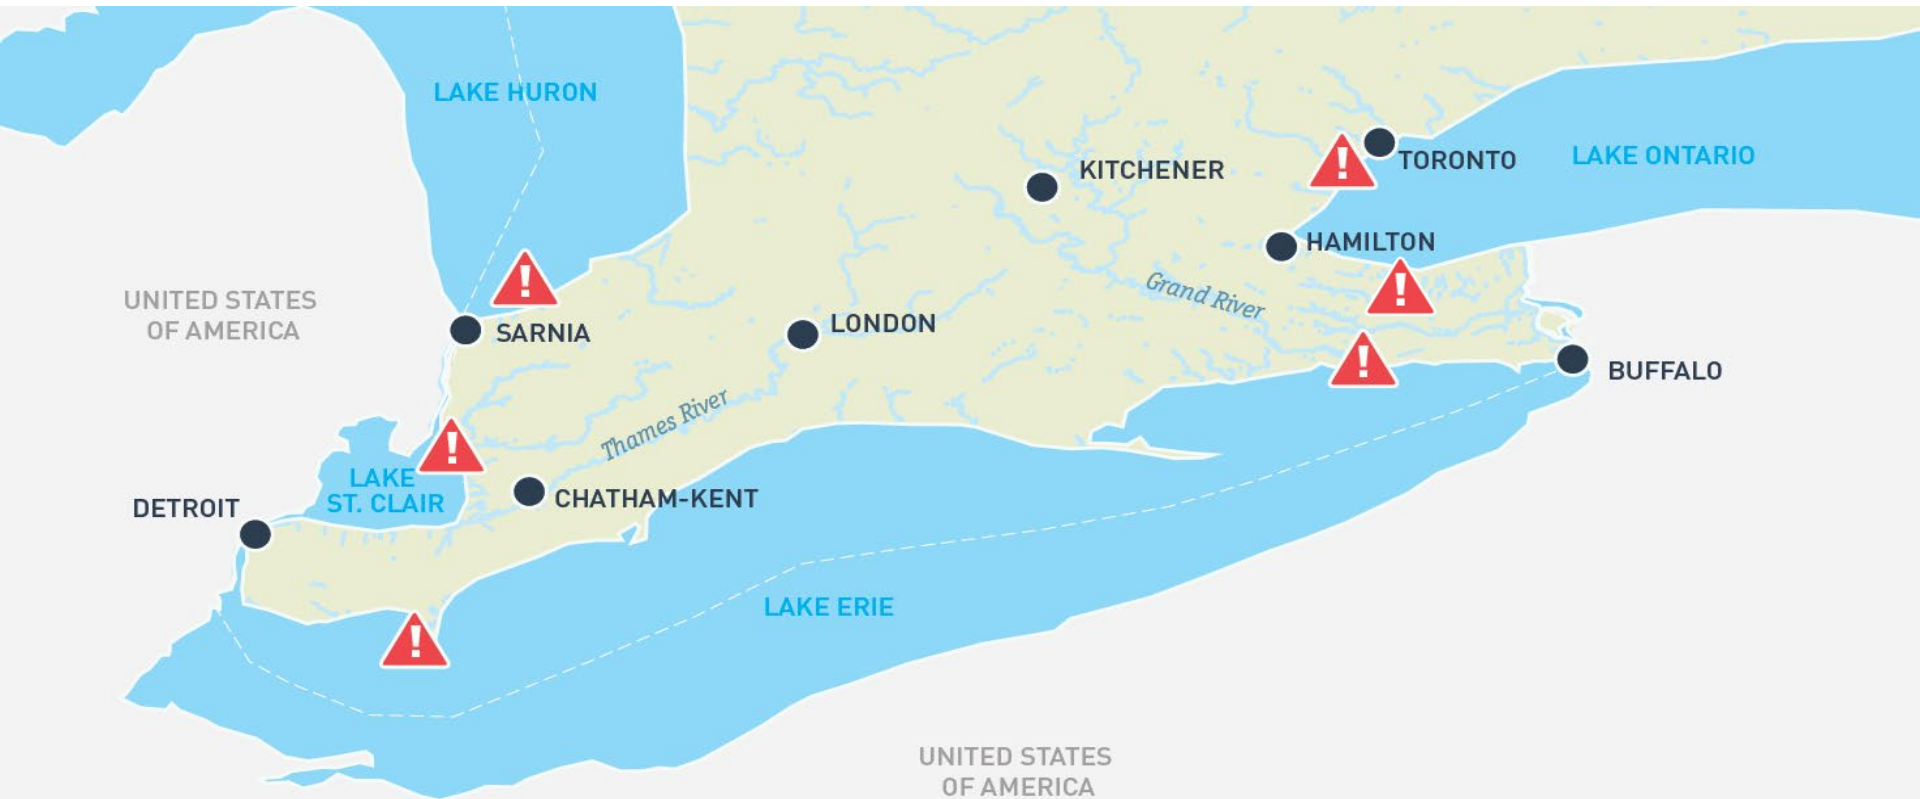 LAKE HURON
KITCHENER
TORONTO
LAKE ONTARIO
HAMILTON
Grand River
UNITED STATES
OF AMERICA
SARNIA
LONDON
BUFFALO
Thames River
LAKE
ST. CLAIR
DETROIT
CHATHAM-KENT
LAKE ERIE
UNITED STATES
OF AMERICA